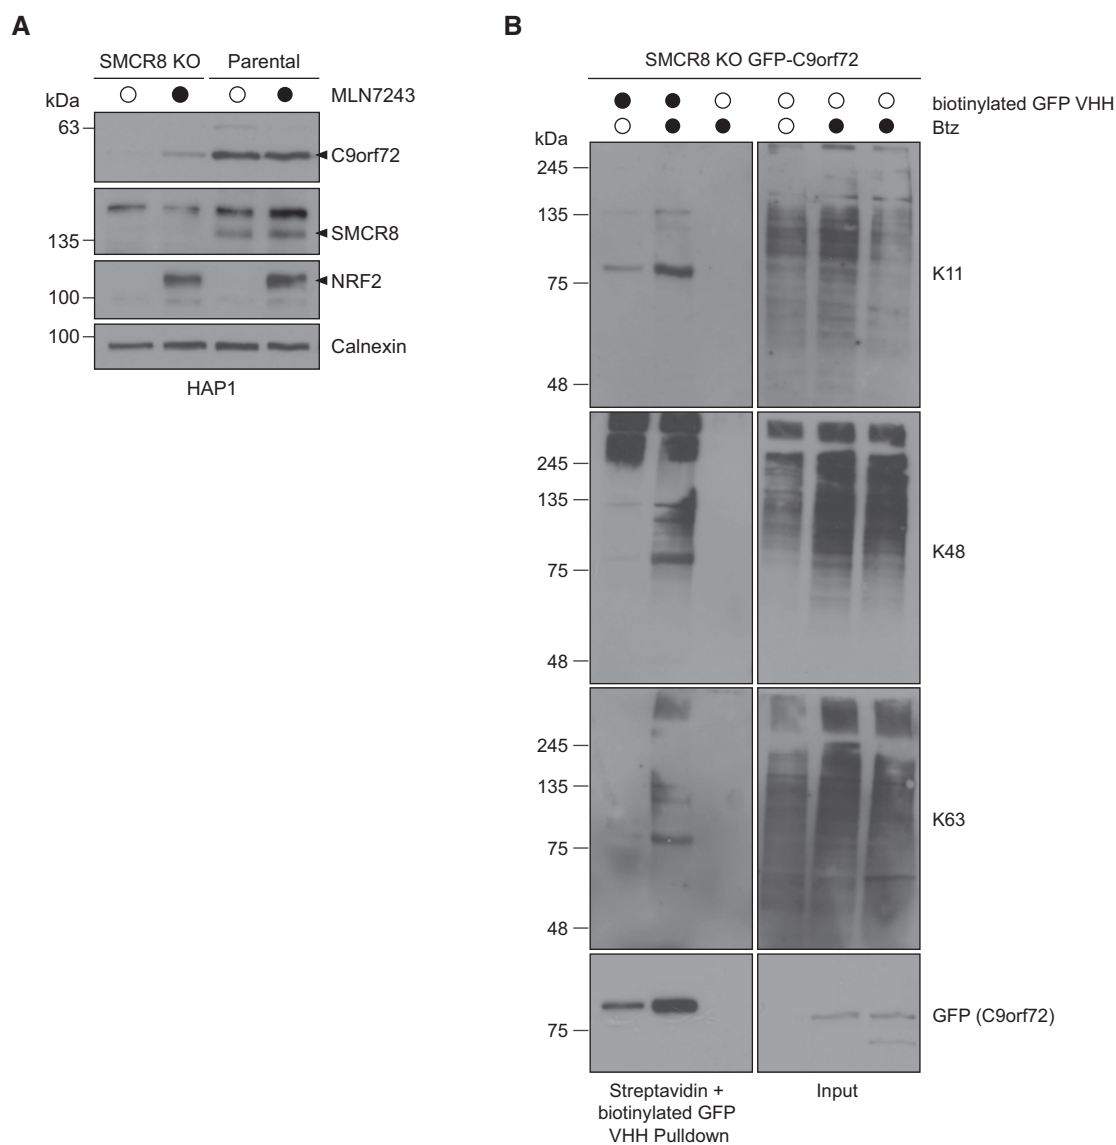 A
SMCR8 KO
Parental
kDa
MLN7243
63
C9orf72
135
SMCR8
100
NRF2
100
Calnexin
HAP1
B
SMCR8 KO GFP-C9orf72
biotinylated GFP VHH
kDa
Btz
245
135
75
48
K11
245
135
75
48
K48
245
135
75
48
K63
75
GFP (C9orf72)
Streptavidin +
biotinylated GFP
VHH Pulldown
Input